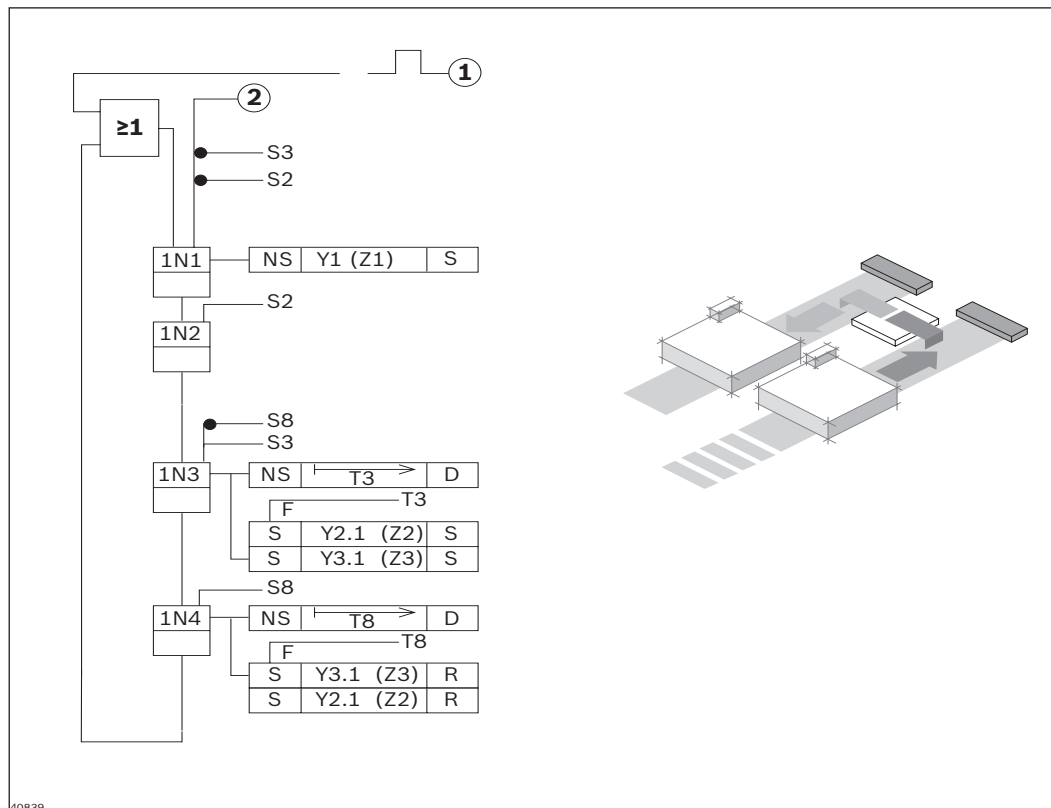 1
2
≥1
S3
S2
1N1 NS Y1 (Z1) S
S2
1N2
S8
S3
1N3 NS T3 D
T3
F
S Y2.1 (Z2) S
S Y3.1 (Z3) S
S8
1N4 NS T8 D
T8
F
S Y3.1 (Z3) R
S Y2.1 (Z2) R
40839